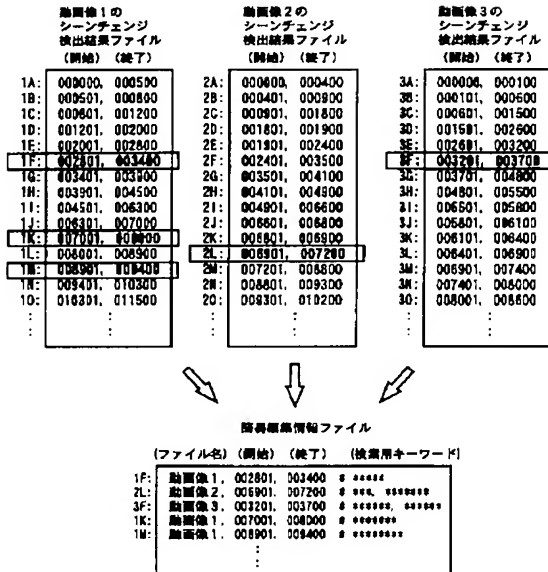 動画像1の
シーンチェンジ
検出結果ファイル
(開始) (終了)
1A: 000000, 000500
1B: 000501, 000600
1C: 000601, 001200
1D: 001201, 002000
1E: 002001, 002800
1F: 002801, 003400
1G: 003401, 003900
1H: 003901, 004500
1I: 004501, 006300
1J: 006301, 007000
1K: 007001, 008000
1L: 008001, 008900
1M: 008901, 009400
1N: 009401, 010300
1O: 010301, 011500
動画像2の
シーンチェンジ
検出結果ファイル
(開始) (終了)
2A: 000000, 000400
2B: 000401, 000900
2C: 000901, 001800
2D: 001801, 001900
2E: 001901, 002400
2F: 002401, 003500
2G: 003501, 004100
2H: 004101, 004900
2I: 004901, 006600
2J: 006601, 006800
2K: 006801, 006900
2L: 006901, 007200
2M: 007201, 008800
2N: 008801, 009300
2O: 009301, 010200
動画像3の
シーンチェンジ
検出結果ファイル
(開始) (終了)
3A: 000000, 000100
3B: 000101, 000600
3C: 000601, 001500
3D: 001501, 002600
3E: 002601, 003200
3F: 003201, 003700
3G: 003701, 004800
3H: 004801, 005500
3I: 005501, 005800
3J: 005801, 006100
3K: 006101, 006400
3L: 006401, 006900
3M: 006901, 007400
3N: 007401, 008000
3O: 008001, 008600
簡易編集情報ファイル
(ファイル名) (開始) (終了) (検索用キーワード)
1F: 動画像1, 002801, 003400 # *****
2L: 動画像2, 006901, 007200 # ***, *******
3F: 動画像3, 003201, 003700 # ******, ******
1K: 動画像1, 007001, 008000 # ********
1M: 動画像1, 008901, 009400 # *********